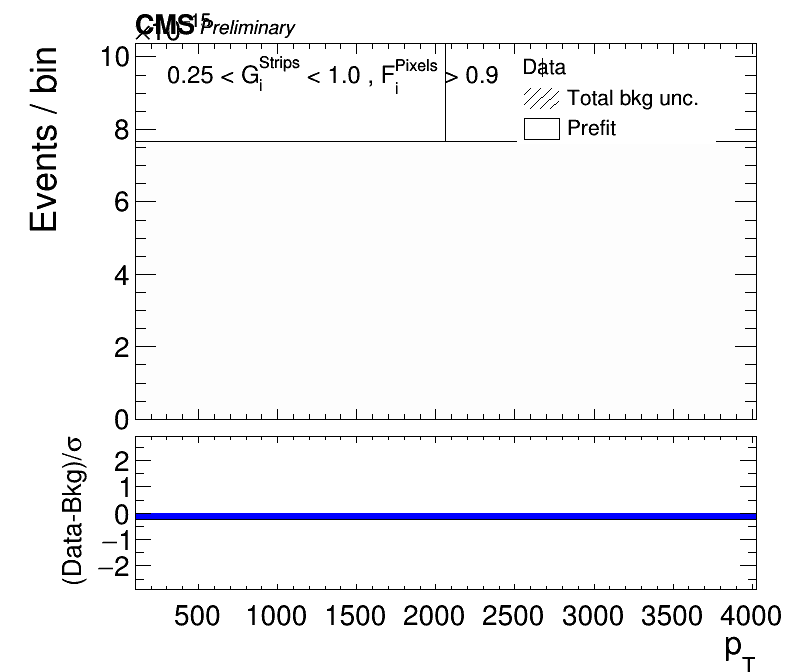 CMS Preliminary
×10^15
Events / bin
0.25 < G_i^Strips < 1.0 , F_i^Pixels > 0.9
Data
Total bkg unc.
Prefit
10
8
6
4
2
0
(Data-Bkg)/σ
2
1
0
−1
−2
500 1000 1500 2000 2500 3000 3500 4000
p_T